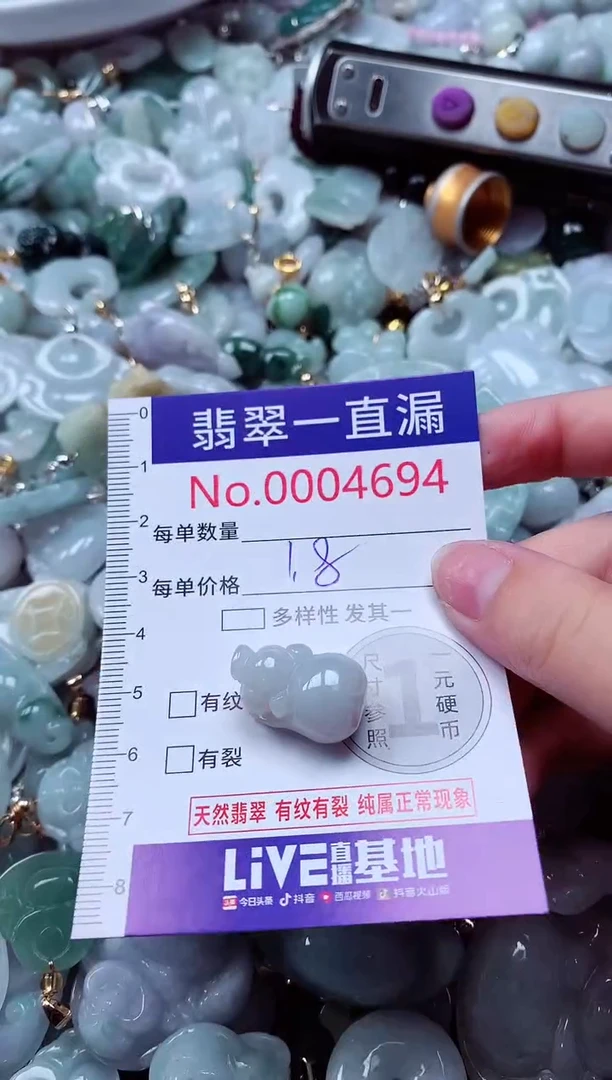 翡翠一直漏
No.0004694
每单数量
每单价格 1.8
多样性 发其一
有纹
有裂
尺寸参照
1
一元硬币
0
1
2
3
4
5
6
7
8
天然翡翠 有纹有裂 纯属正常现象
LiVE直播基地
今日头条 抖音 西瓜视频 抖音火山版